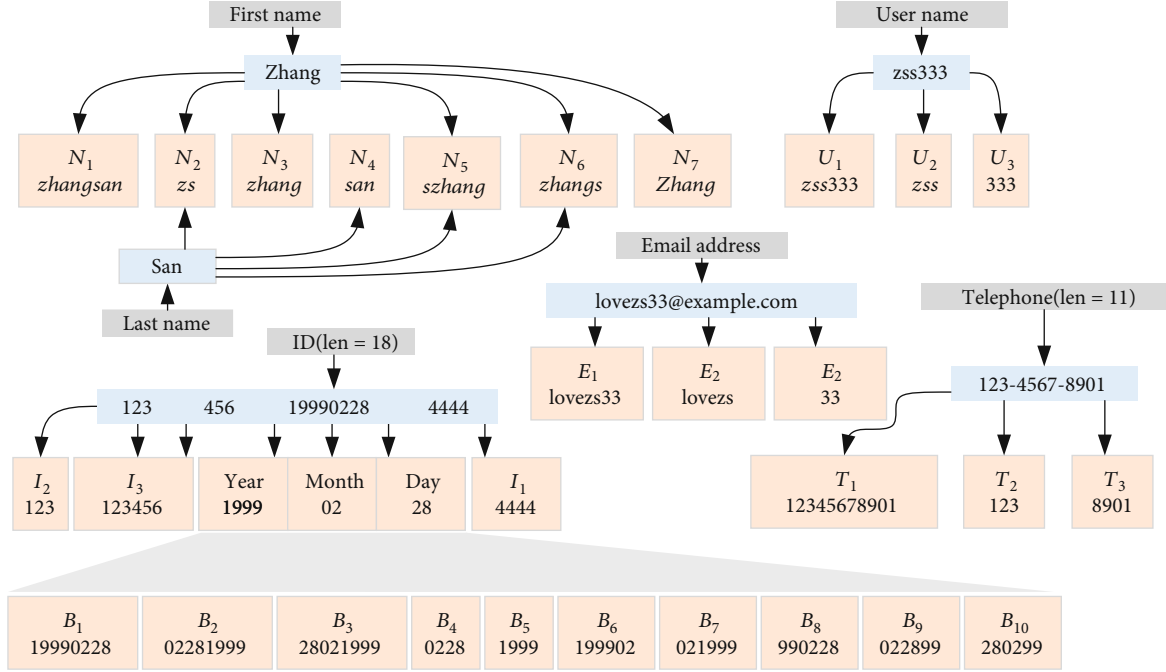 First name
Zhang
N1
zhangsan
N2
zs
N3
zhang
N4
san
N5
szhang
N6
zhangs
N7
Zhang
San
Last name
User name
zss333
U1
zss333
U2
zss
U3
333
Email address
lovezs33@example.com
E1
lovezs33
E2
lovezs
E2
33
Telephone(len = 11)
123-4567-8901
T1
12345678901
T2
123
T3
8901
ID(len = 18)
123 456 19990228 4444
I2
123
I3
123456
Year
1999
Month
02
Day
28
I1
4444
B1
19990228
B2
02281999
B3
28021999
B4
0228
B5
1999
B6
199902
B7
021999
B8
990228
B9
022899
B10
280299